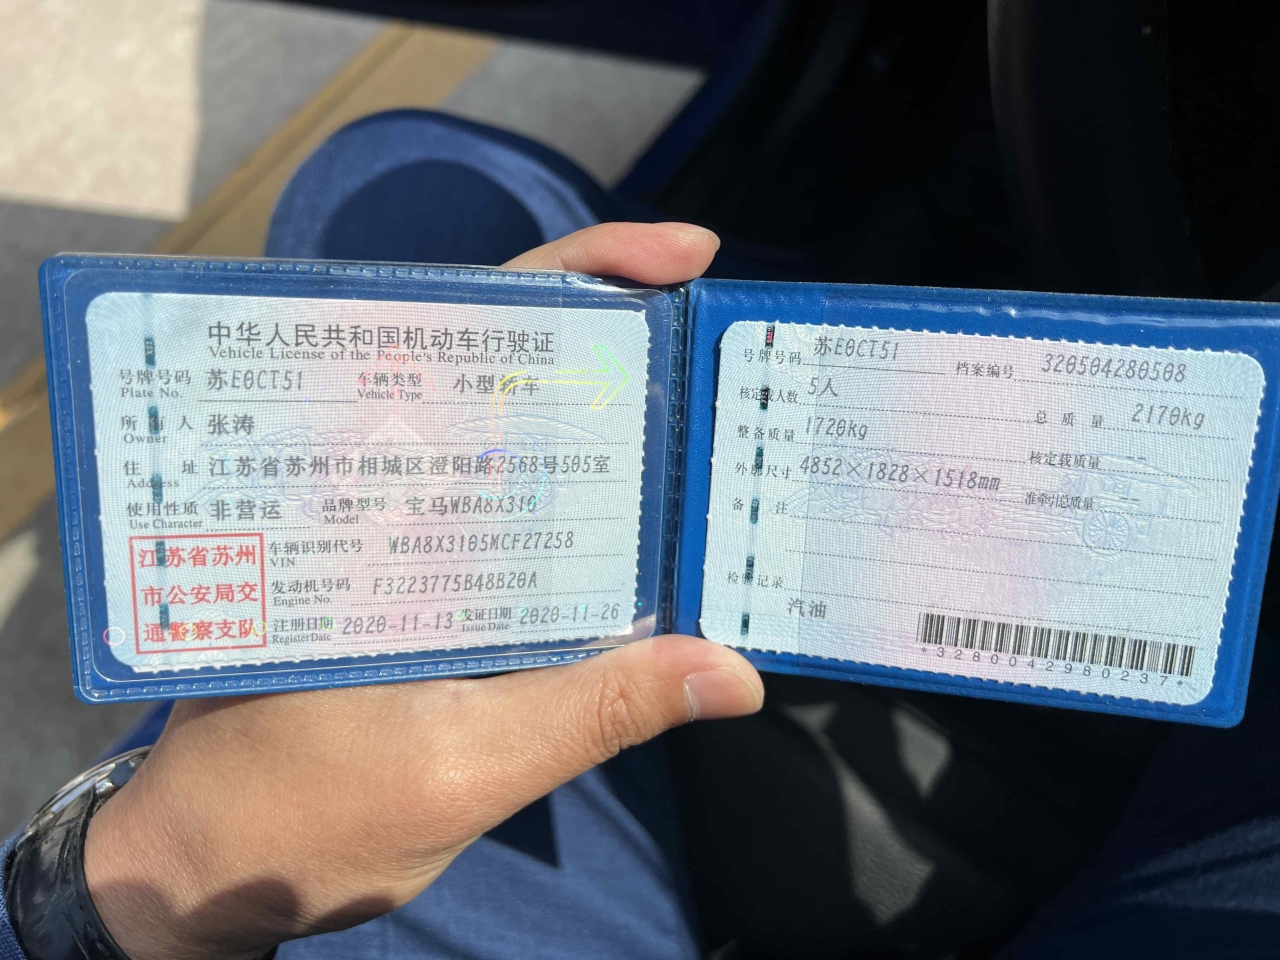 中华人民共和国机动车行驶证
Vehicle License of the People's Republic of China
号牌号码 苏E0CT51 车辆类型 小型轿车
Plate No. Vehicle Type
所有人 张涛
Owner
住址 江苏省苏州市相城区澄阳路2568号505室
Address
使用性质 非营运 品牌型号 宝马WBA8X310
Use Character Model
江苏省苏州
市公安局交
通警察支队
车辆识别代号 WBA8X3105MCF27258
VIN
发动机号码 F3223775B48B20A
Engine No.
注册日期 2020-11-13 发证日期 2020-11-26
Register Date Issue Date
号牌号码 苏E0CT51 档案编号 320504280508
核定载人数 5人 总质量 2170Kg
整备质量 1720Kg 核定载质量 --
外廓尺寸 4852×1828×1518mm 准牵引总质量 --
备注
检验记录
汽油
*3280042980237*